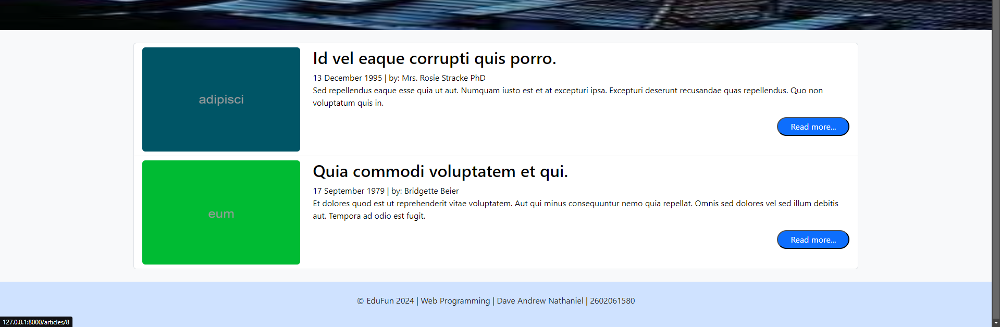 adipisci
Id vel eaque corrupti quis porro.
13 December 1995 | by: Mrs. Rosie Stracke PhD
Sed repellendus eaque esse quia ut aut. Numquam iusto est et at excepturi ipsa. Excepturi deserunt recusandae quas repellendus. Quo non
voluptatum quis in.
Read more...
eum
Quia commodi voluptatem et qui.
17 September 1979 | by: Bridgette Beier
Et dolores quod est ut reprehenderit vitae voluptatem. Aut qui minus consequuntur nemo quia repellat. Omnis sed dolores vel sed illum debitis
aut. Tempora ad odio est fugit.
Read more...
© EduFun 2024 | Web Programming | Dave Andrew Nathaniel | 2602061580
127.0.0.1:8000/articles/8